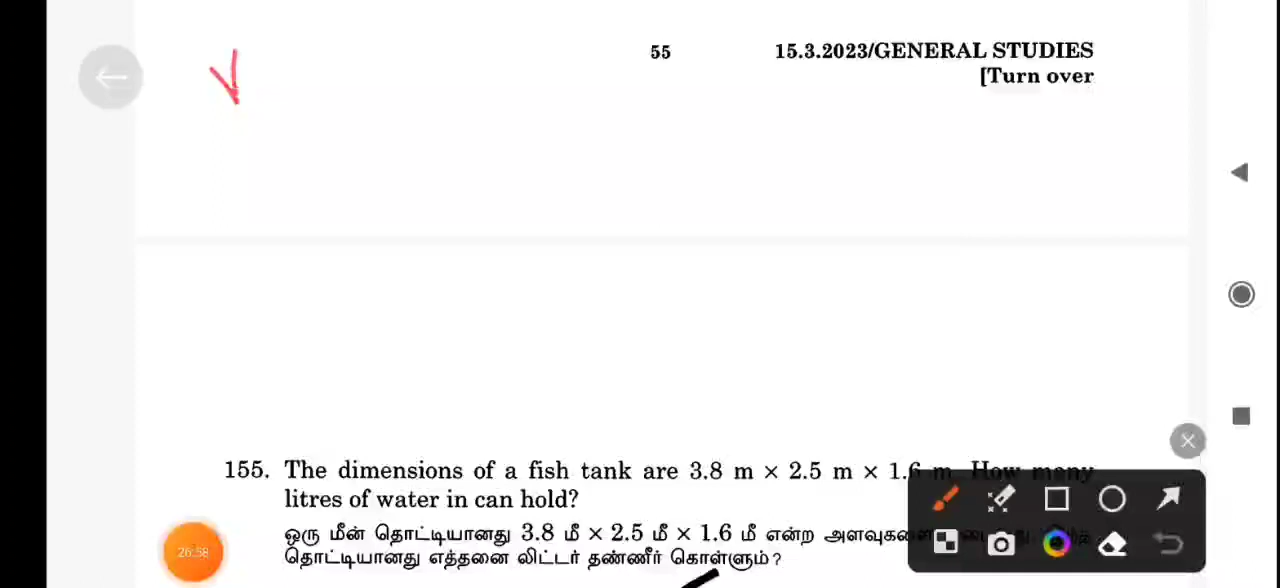 55 15.3.2023/GENERAL STUDIES
[Turn over
155. The dimensions of a fish tank are 3.8 m × 2.5 m × 1.6 m. How many
litres of water in can hold?
ஒரு மீன் தொட்டியானது 3.8 மீ × 2.5 மீ × 1.6 மீ என்ற
தொட்டியானது எத்தனை லிட்டர் தண்ணீர் கொள்ளும்?
26:58